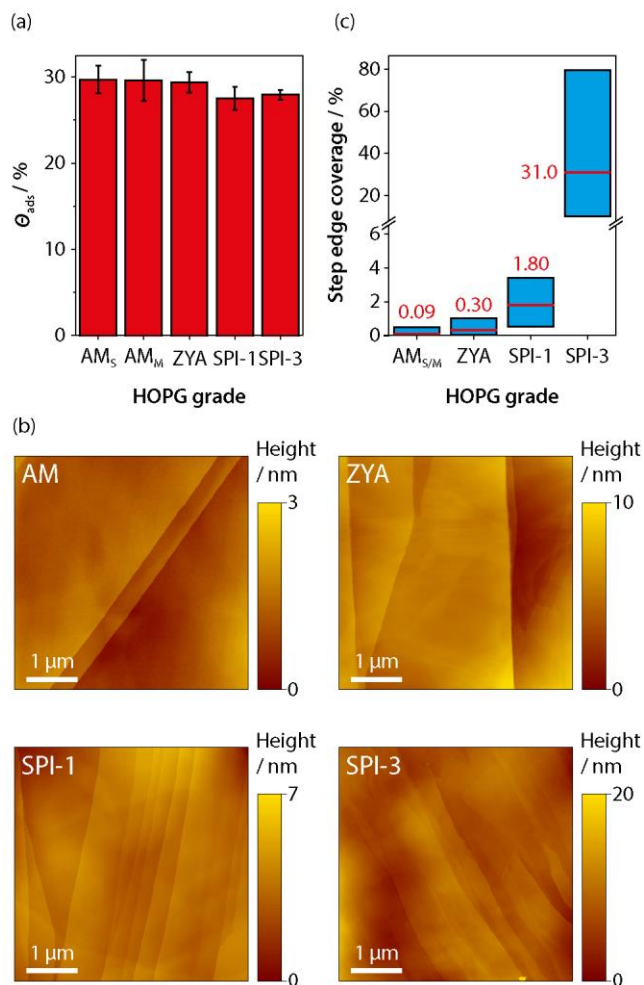 (a)
Θads / %
30
20
10
0
AMS AMM ZYA SPI-1 SPI-3
HOPG grade
(c)
Step edge coverage / %
80
60
40
20
6
4
2
0
0.09
0.30
1.80
31.0
AMS/M ZYA SPI-1 SPI-3
HOPG grade
(b)
AM
1 µm
Height
/ nm
3
0
ZYA
1 µm
Height
/ nm
10
0
SPI-1
1 µm
Height
/ nm
7
0
SPI-3
1 µm
Height
/ nm
20
0